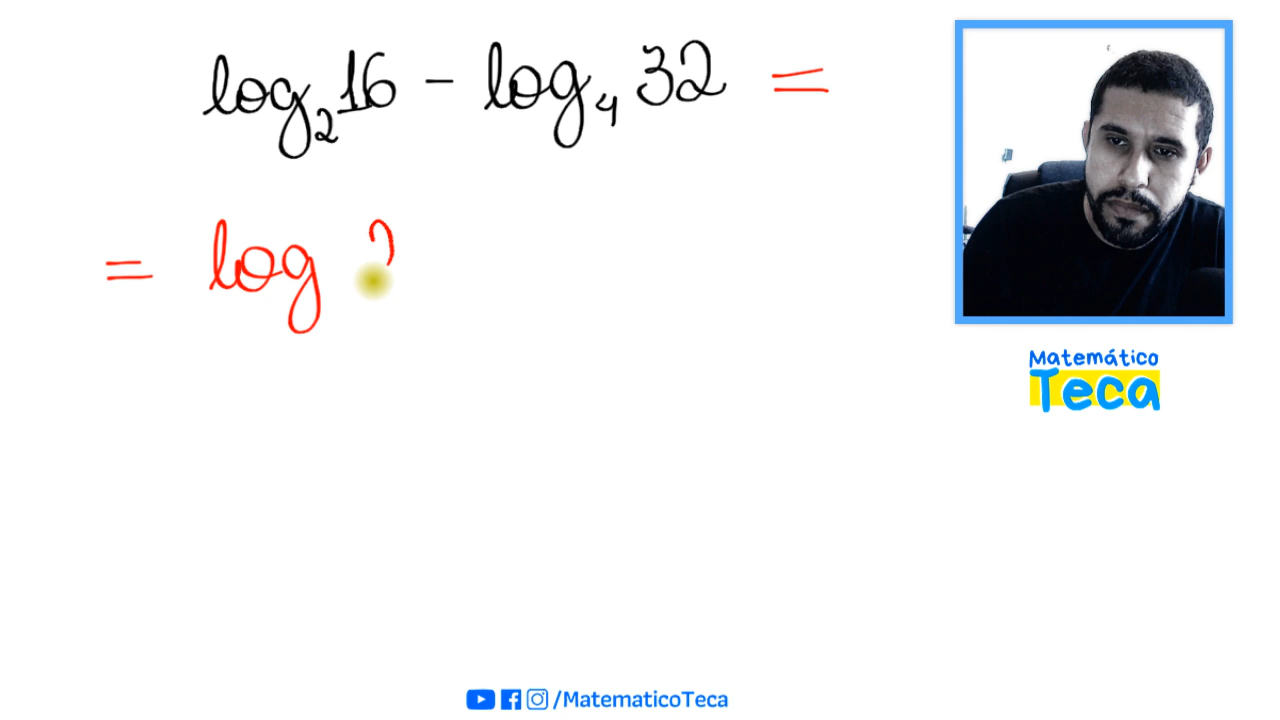 log₂16 - log₄32 =
= log 2
Matemático
Teca
/MatematicoTeca